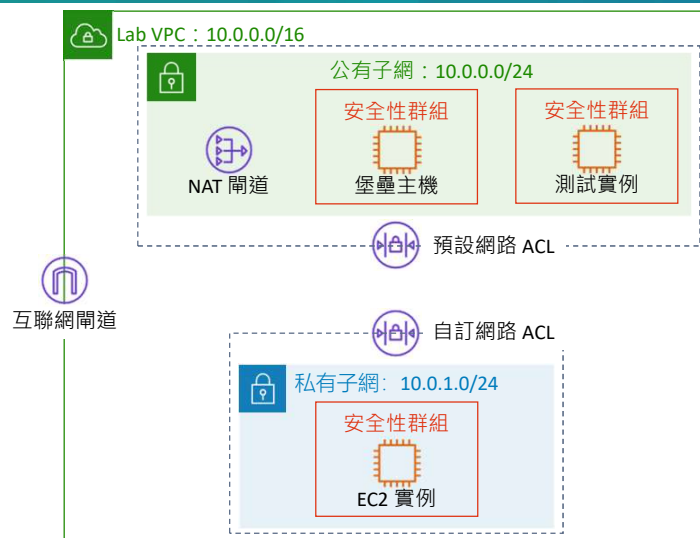 Lab VPC：10.0.0.0/16
公有子網：10.0.0.0/24
安全性群組
安全性群組
NAT 閘道
堡壘主機
測試實例
預設網路 ACL
互聯網閘道
自訂網路 ACL
私有子網： 10.0.1.0/24
安全性群組
EC2 實例